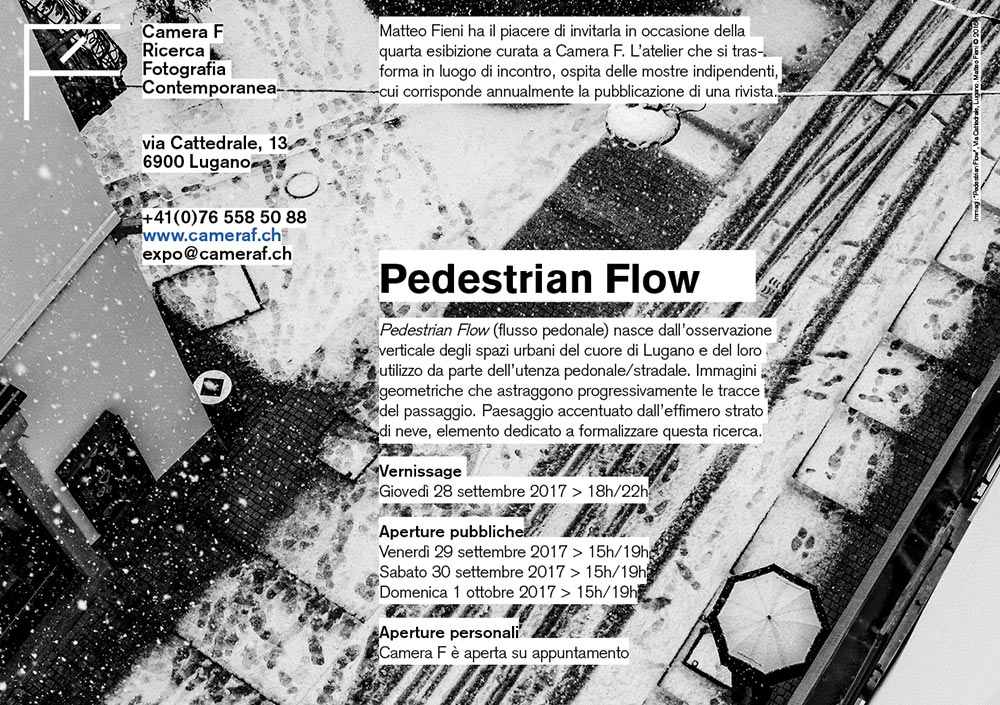 Camera F
Ricerca
Fotografia
Contemporanea
via Cattedrale, 13
6900 Lugano
+41(0)76 558 50 88
www.cameraf.ch
expo@cameraf.ch
Matteo Fieni ha il piacere di invitarla in occasione della
quarta esibizione curata a Camera F. L'atelier che si tras-
forma in luogo di incontro, ospita delle mostre indipendenti,
cui corrisponde annualmente la pubblicazione di una rivista.
Pedestrian Flow
Pedestrian Flow (flusso pedonale) nasce dall'osservazione
verticale degli spazi urbani del cuore di Lugano e del loro
utilizzo da parte dell'utenza pedonale/stradale. Immagini
geometriche che astraggono progressivamente le tracce
del passaggio. Paesaggio accentuato dall'effimero strato
di neve, elemento dedicato a formalizzare questa ricerca.
Vernissage
Giovedì 28 settembre 2017 > 18h/22h
Aperture pubbliche
Venerdì 29 settembre 2017 > 15h/19h
Sabato 30 settembre 2017 > 15h/19h
Domenica 1 ottobre 2017 > 15h/19h
Aperture personali
Camera F è aperta su appuntamento
"Pedestrian Flow", Via Cattedrale, Lugano. Matteo Fieni ©